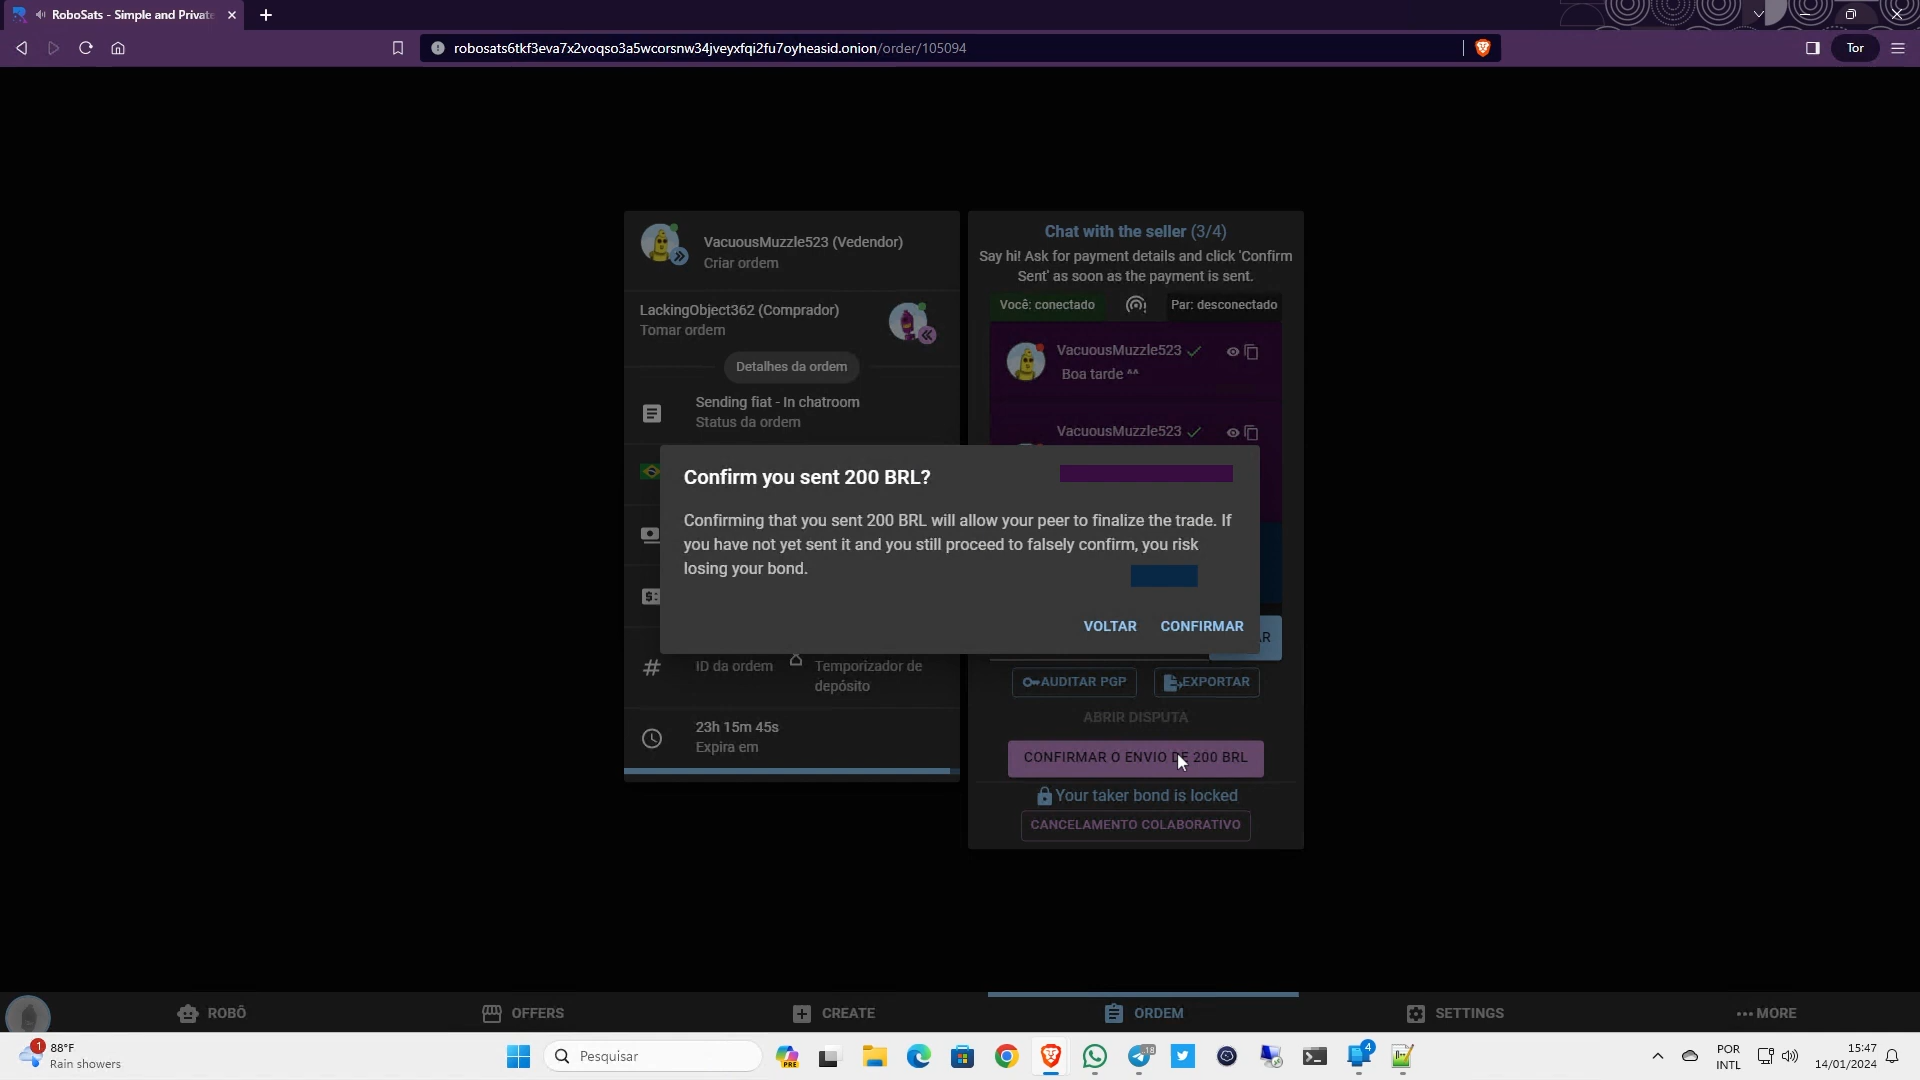 RoboSats - Simple and Privat
robosats6tkf3eva7x2voqso3a5wcorsnw34jveyxfqi2fu7oyheasid.onion/order/105094
Tor
VacuousMuzzle523 (Vedendor)
Criar ordem
LackingObject362 (Comprador)
Tomar ordem
Detalhes da ordem
Sending fiat - In chatroom
Status da ordem
ID da ordem
Temporizador de
depósito
23h 15m 45s
Expira em
Chat with the seller (3/4)
Say hi! Ask for payment details and click 'Confirm
Sent' as soon as the payment is sent.
Você: conectado
Par: desconectado
VacuousMuzzle523
Boa tarde ^^
VacuousMuzzle523
Confirm you sent 200 BRL?
Confirming that you sent 200 BRL will allow your peer to finalize the trade. If
you have not yet sent it and you still proceed to falsely confirm, you risk
losing your bond.
VOLTAR
CONFIRMAR
AR
AUDITAR PGP
EXPORTAR
ABRIR DISPUTA
CONFIRMAR O ENVIO DE 200 BRL
Your taker bond is locked
CANCELAMENTO COLABORATIVO
ROBÔ
OFFERS
CREATE
ORDEM
SETTINGS
MORE
1
88°F
Rain showers
Pesquisar
PRE
18
4
POR
INTL
15:47
14/01/2024